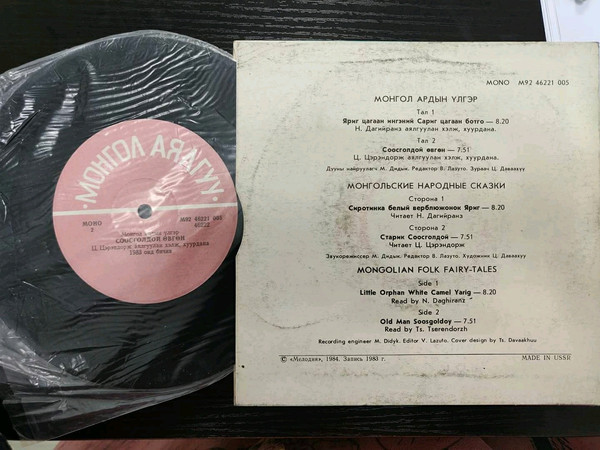 ·МОНГОЛ АЯЛГУУ·
MONO
2
М92 46221 005
46222
Монгол ардын үлгэр
СООСГОЛДОЙ ӨВГӨН
Ц. Цэрэндорж аялгуулан хэлж, хуурдана
1983 онд бичив
MONO М92 46221 005
МОНГОЛ АРДЫН ҮЛГЭР
Тал 1
Яриг цагаан ингэний Сариг цагаан ботго — 8.20
Н. Дагийранз аялгуулан хэлж, хуурдана.
Тал 2
Соосголдой өвгөн — 7.51
Ц. Цэрэндорж аялгуулан хэлж, хуурдана.
Дууны найруулагч М. Дидык. Редактор В. Лазуто. Зураач Ц. Даваахуу
МОНГОЛЬСКИЕ НАРОДНЫЕ СКАЗКИ
Сторона 1
Сиротинка белый верблюжонок Яриг — 8.20
Читает Н. Дагийранз
Сторона 2
Старик Соосголдой — 7.51
Читает Ц. Цэрэндорж
Звукорежиссер М. Дидык. Редактор В. Лазуто. Художник Ц. Даваахуу
MONGOLIAN FOLK FAIRY-TALES
Side 1
Little Orphan White Camel Yarig — 8.20
Read by N. Daghiranz
Side 2
Old Man Soosgoldoy — 7.51
Read by Ts. Tserendorzh
Recording engineer M. Didyk. Editor V. Lazuto. Cover design by Ts. Davaakhuu
© «Мелодия», 1984. Запись 1983 г. MADE IN USSR